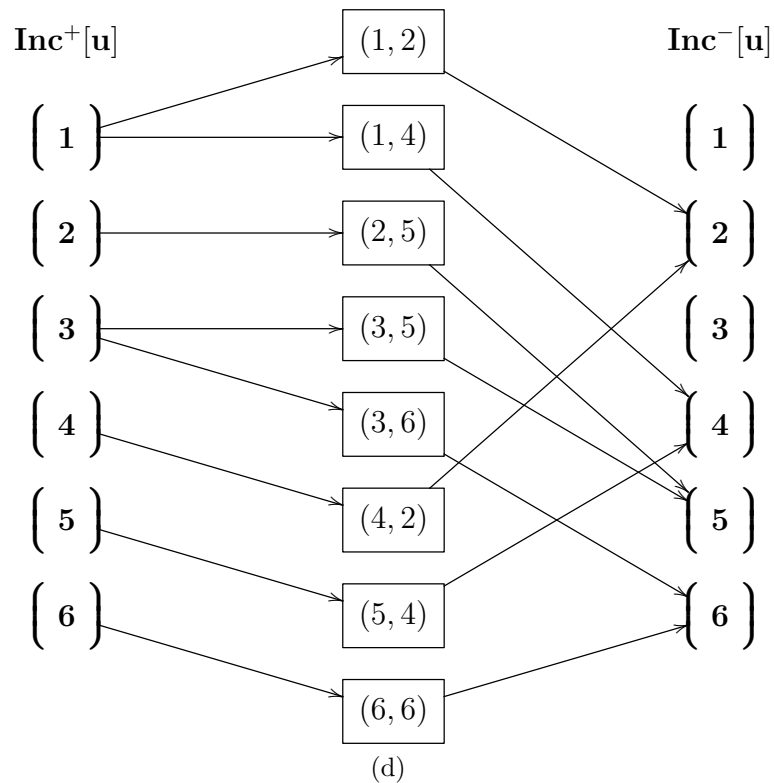 Inc⁺[u] (1, 2) Inc⁻[u]
(1) (1, 4) (1)
(2) (2, 5) (2)
(3) (3, 5) (3)
(4) (3, 6) (4)
(5) (4, 2) (5)
(6) (5, 4) (6)
(6, 6)
(d)